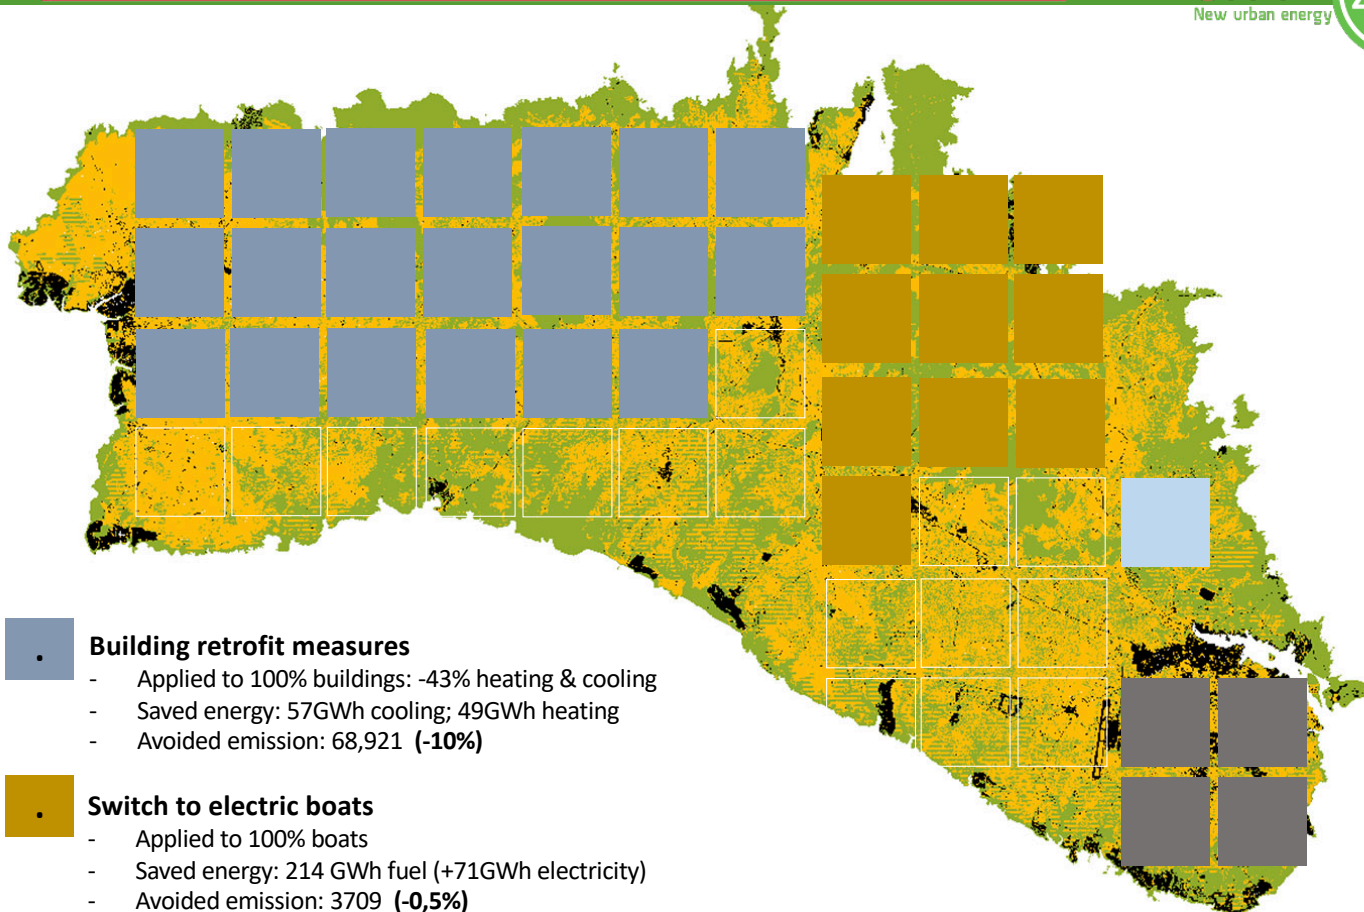 New urban energy
.
Building retrofit measures
- Applied to 100% buildings: -43% heating & cooling
- Saved energy: 57GWh cooling; 49GWh heating
- Avoided emission: 68,921 (-10%)
.
Switch to electric boats
- Applied to 100% boats
- Saved energy: 214 GWh fuel (+71GWh electricity)
- Avoided emission: 3709 (-0,5%)